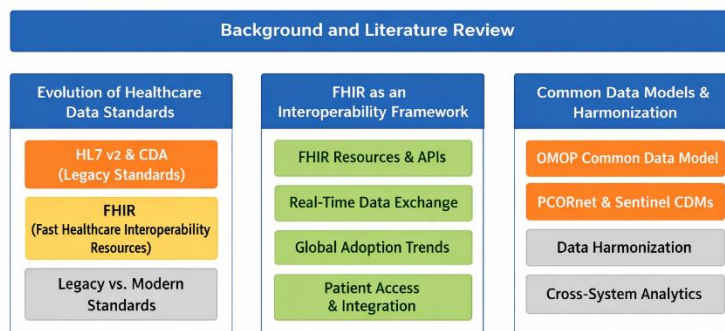 Background and Literature Review
Evolution of Healthcare
Data Standards
HL7 v2 & CDA
(Legacy Standards)
FHIR
(Fast Healthcare Interoperability
Resources)
Legacy vs. Modern
Standards
FHIR as an
Interoperability Framework
FHIR Resources & APIs
Real-Time Data Exchange
Global Adoption Trends
Patient Access
& Integration
Common Data Models &
Harmonization
OMOP Common Data Model
PCORnet & Sentinel CDMs
Data Harmonization
Cross-System Analytics